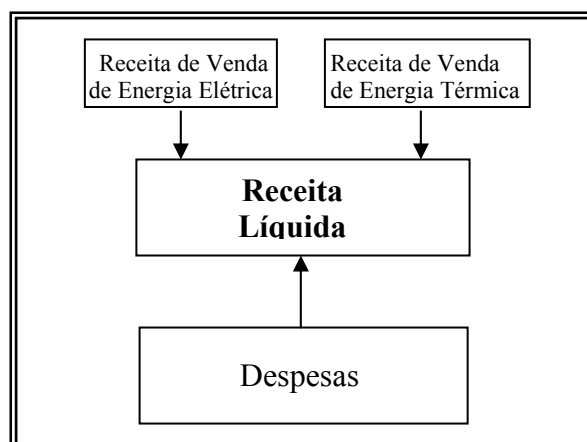 Receita de Venda
de Energia Elétrica
Receita de Venda
de Energia Térmica
Receita
Líquida
Despesas